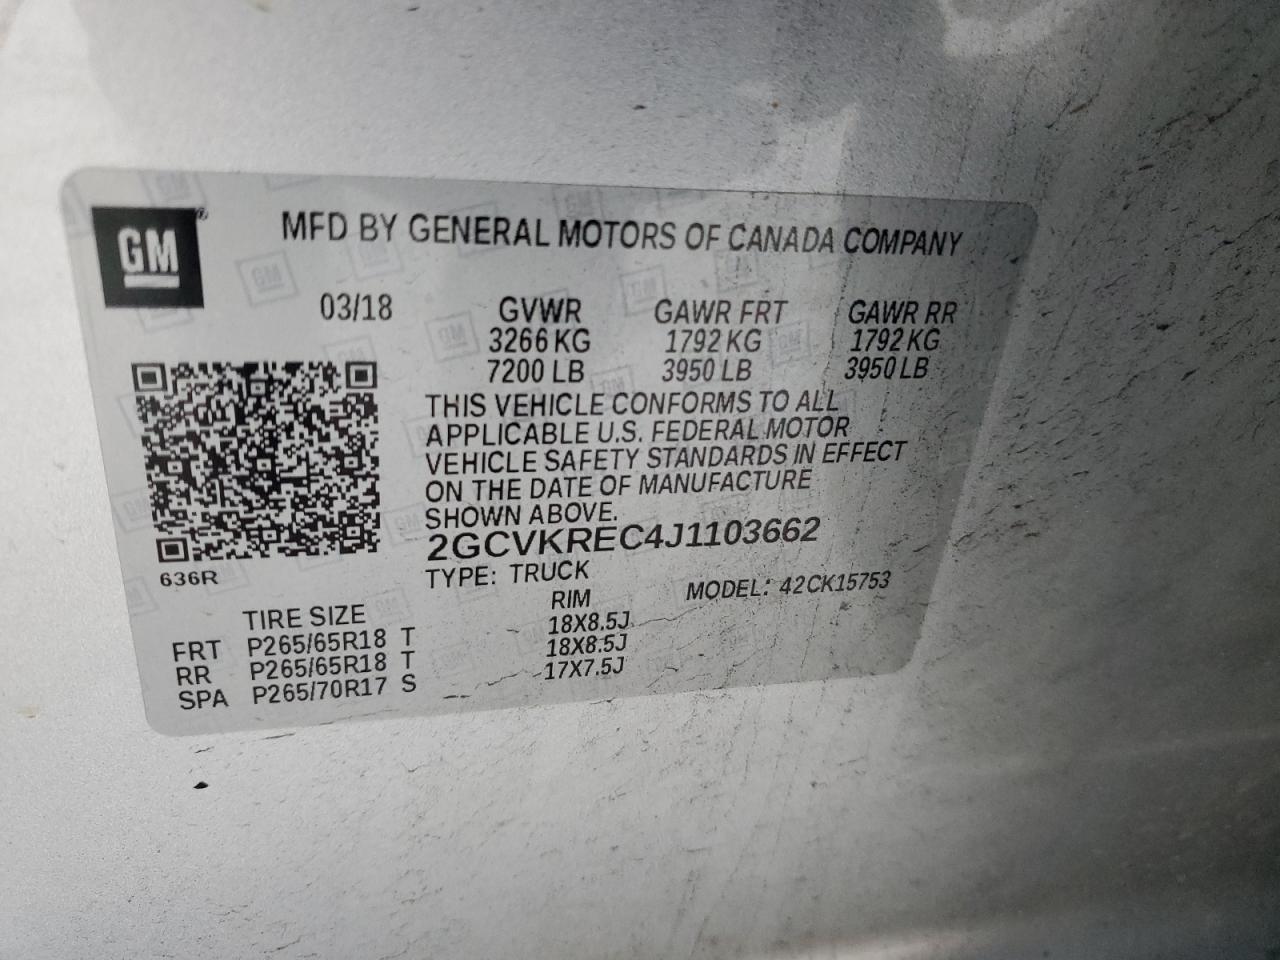 GM®
MFD BY GENERAL MOTORS OF CANADA COMPANY
03/18 GVWR GAWR FRT GAWR RR
3266 KG 1792 KG 1792 KG
7200 LB 3950 LB 3950 LB
THIS VEHICLE CONFORMS TO ALL
APPLICABLE U.S. FEDERAL MOTOR
VEHICLE SAFETY STANDARDS IN EFFECT
ON THE DATE OF MANUFACTURE
SHOWN ABOVE.
2GCVKREC4J1103662
636R
TYPE: TRUCK MODEL: 42CK15753
TIRE SIZE RIM
FRT P265/65R18 T 18X8.5J
RR P265/65R18 T 18X8.5J
SPA P265/70R17 S 17X7.5J